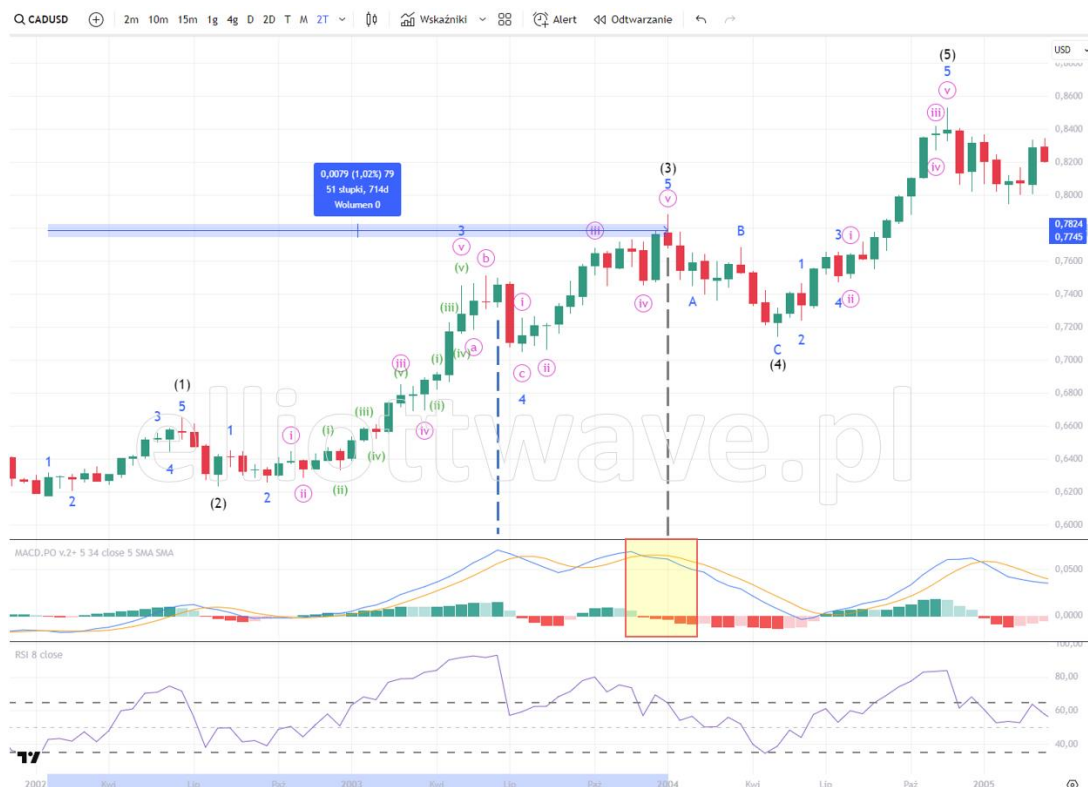 CADUSD 2m 10m 15m 1g 4g D 2D T M 2T Wskaźniki Alert Odtwarzanie
USD
0,8800
0,8600
0,8400
0,8200
0,8000
0,7824
0,7745
0,7600
0,7400
0,7200
0,7000
0,6800
0,6600
0,6400
0,6200
0,6000
0,0079 (1,02%) 79
51 słupki, 714d
Wolumen 0
(5)
5
v
iii
iv
(3)
5
v
3
v
b
(v)
iii
B
3
i
1
(iii)
i
iv
A
4
ii
(iv)
a
2
C
(4)
iii
(v)
(i)
c
ii
4
(ii)
(1)
3
5
(iii)
iv
1
4
1
i
(i)
(iv)
2
(2)
2
ii
(ii)
elliottwave.pl
MACD.PO v.2+ 5 34 close 5 SMA SMA
0,0500
0,0000
RSI 8 close
100,00
80,00
60,00
40,00
2002 Kwi Lip Paź 2003 Kwi Lip Paź 2004 Kwi Lip Paź 2005